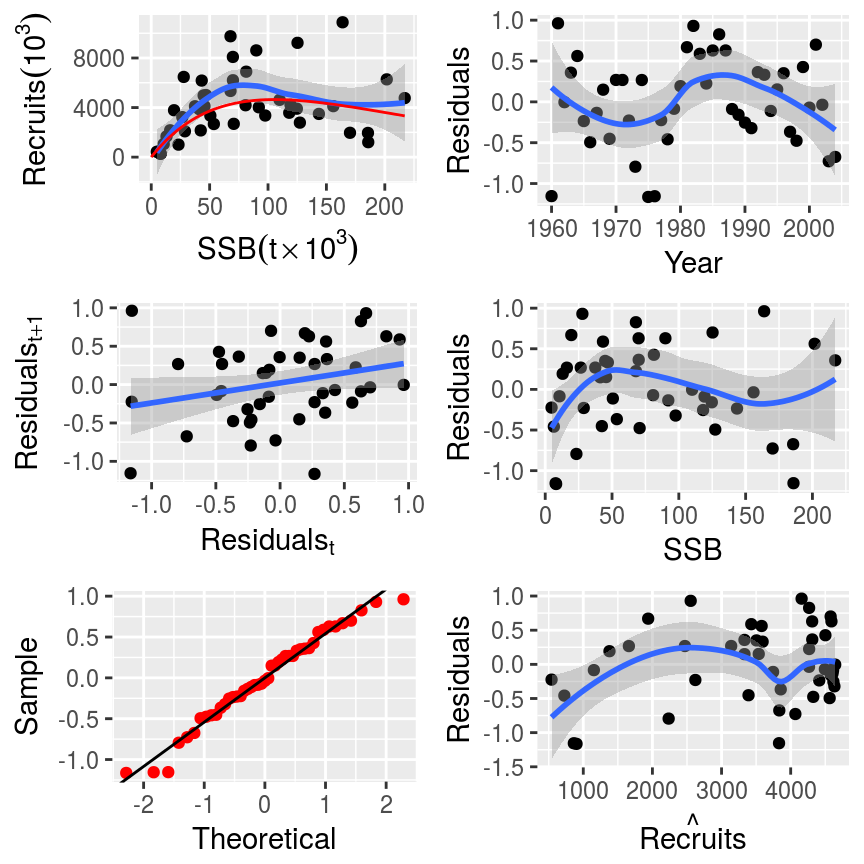 Recruits(10³)
8000
4000
0
0 50 100 150 200
SSB(t×10³)
Residuals
1.0
0.5
0.0
-0.5
-1.0
1960 1970 1980 1990 2000
Year
Residualsₜ₊₁
1.0
0.5
0.0
-0.5
-1.0
-1.0 -0.5 0.0 0.5 1.0
Residualsₜ
Residuals
1.0
0.5
0.0
-0.5
-1.0
0 50 100 150 200
SSB
Sample
1.0
0.5
0.0
-0.5
-1.0
-2 -1 0 1 2
Theoretical
Residuals
1.0
0.5
0.0
-0.5
-1.0
-1.5
1000 2000 3000 4000
^
Recruits